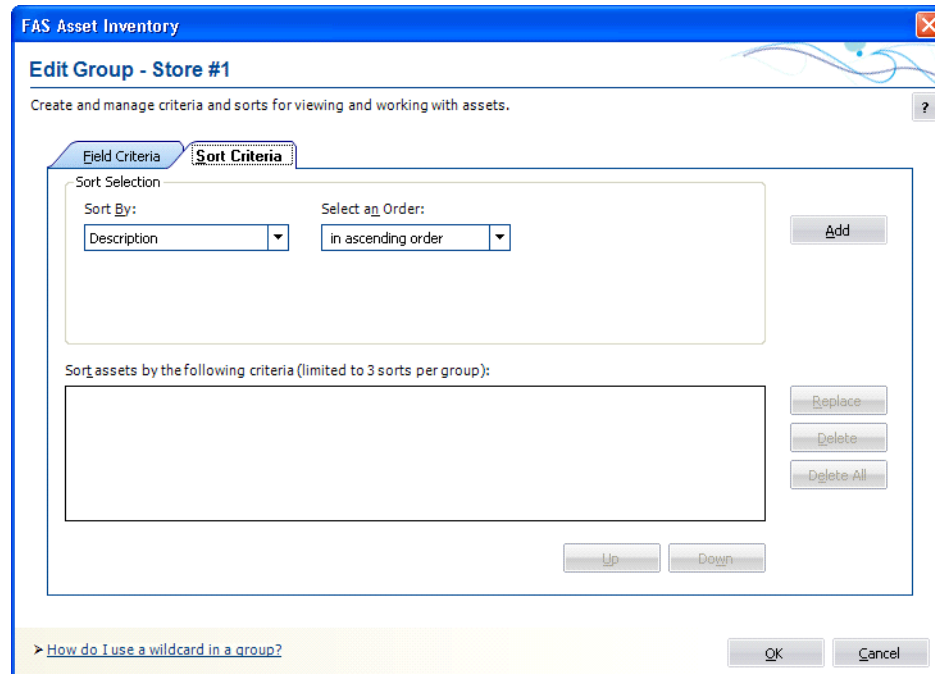 FAS Asset Inventory
Edit Group - Store #1
Create and manage criteria and sorts for viewing and working with assets.
?
Field Criteria
Sort Criteria
Sort Selection
Sort By:
Select an Order:
Description
in ascending order
Add
Sort assets by the following criteria (limited to 3 sorts per group):
Replace
Delete
Delete All
Up
Down
How do I use a wildcard in a group?
OK
Cancel